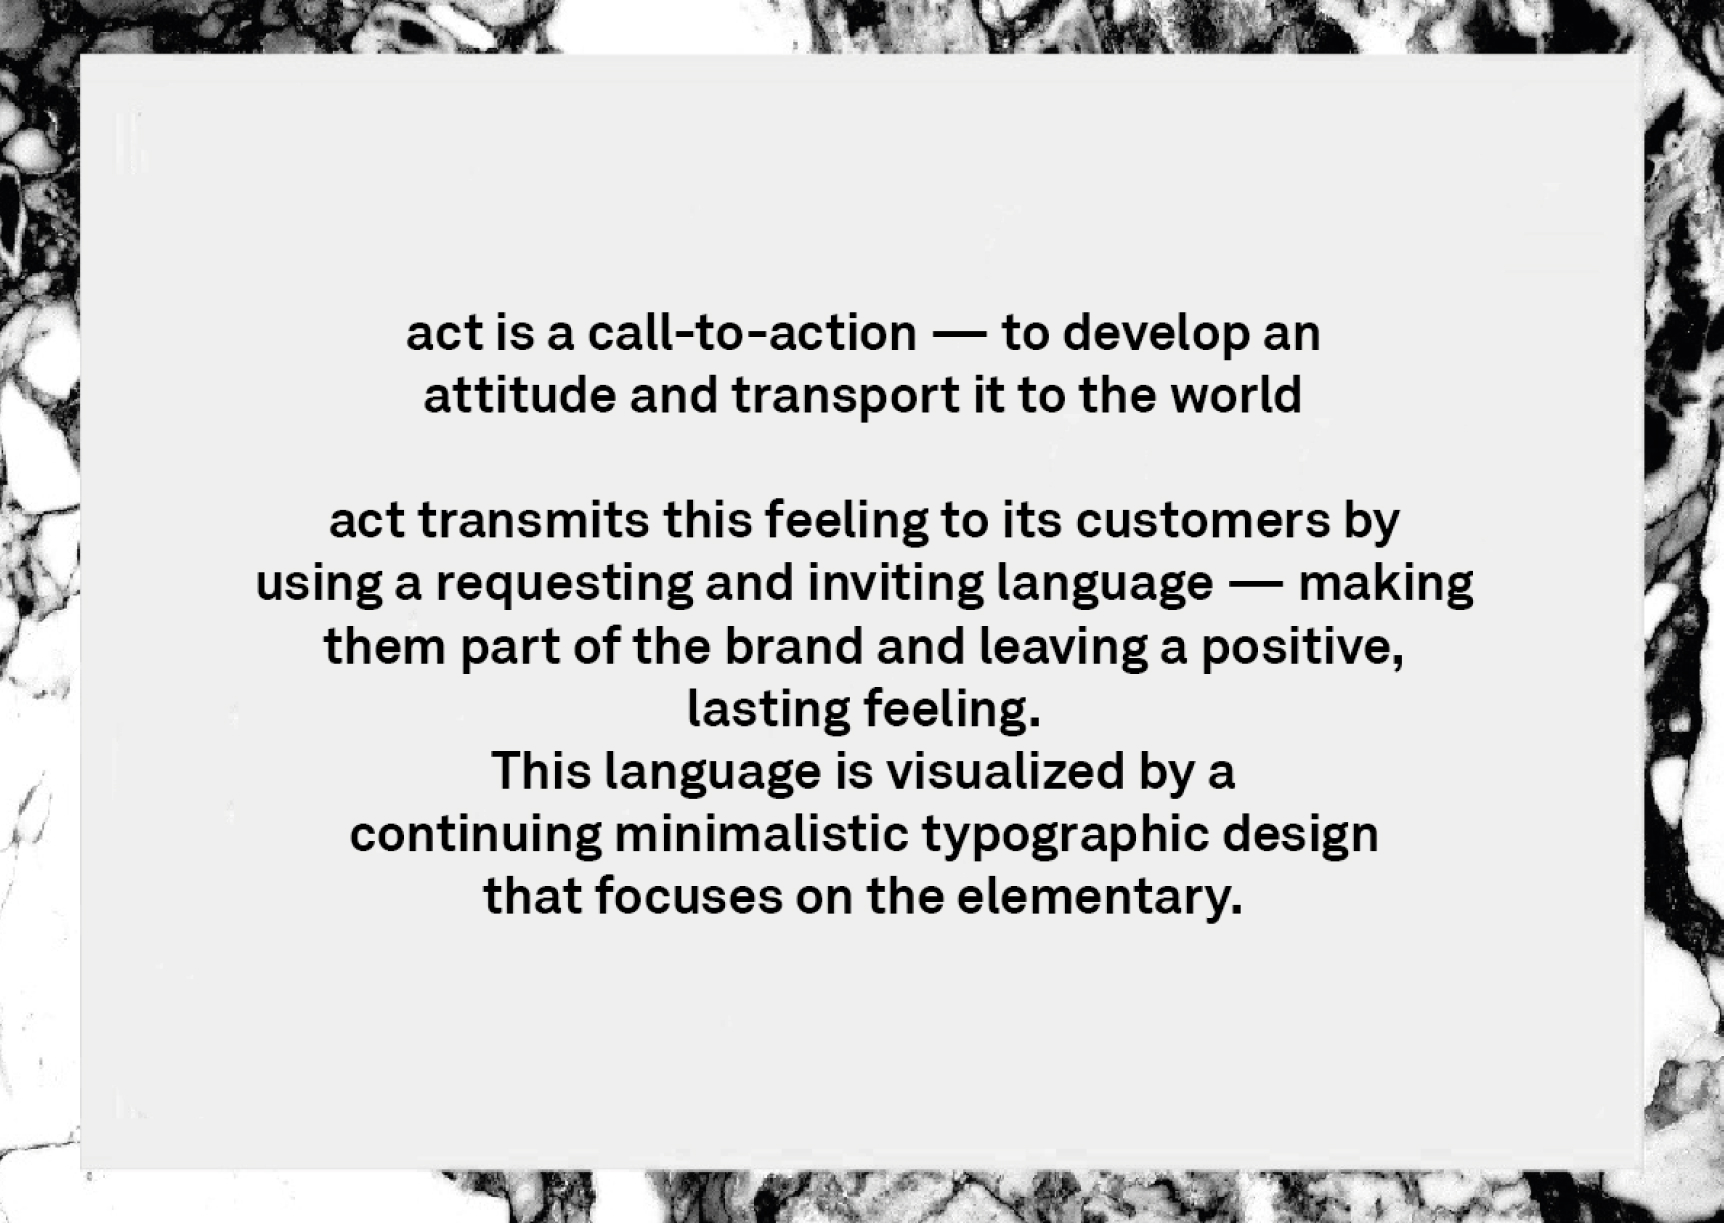 act is a call-to-action — to develop an
attitude and transport it to the world
act transmits this feeling to its customers by
using a requesting and inviting language — making
them part of the brand and leaving a positive,
lasting feeling.
This language is visualized by a
continuing minimalistic typographic design
that focuses on the elementary.